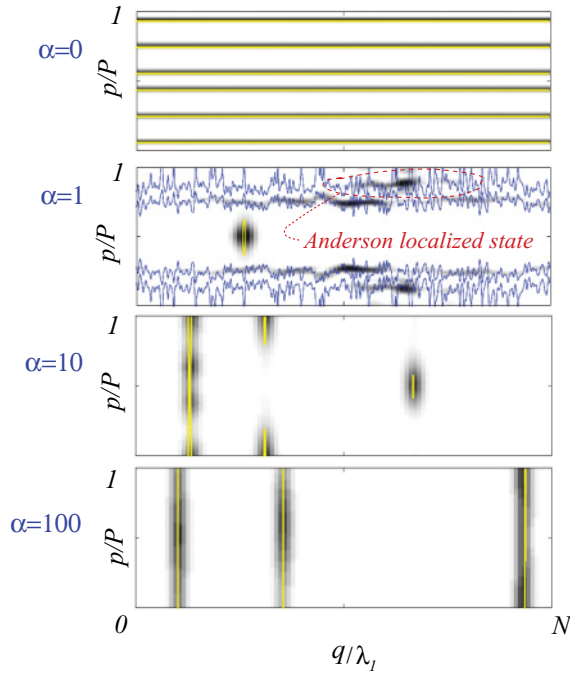 1
α=0
p/P
1
α=1
p/P
Anderson localized state
1
α=10
p/P
1
α=100
p/P
0
N
q/λ₁